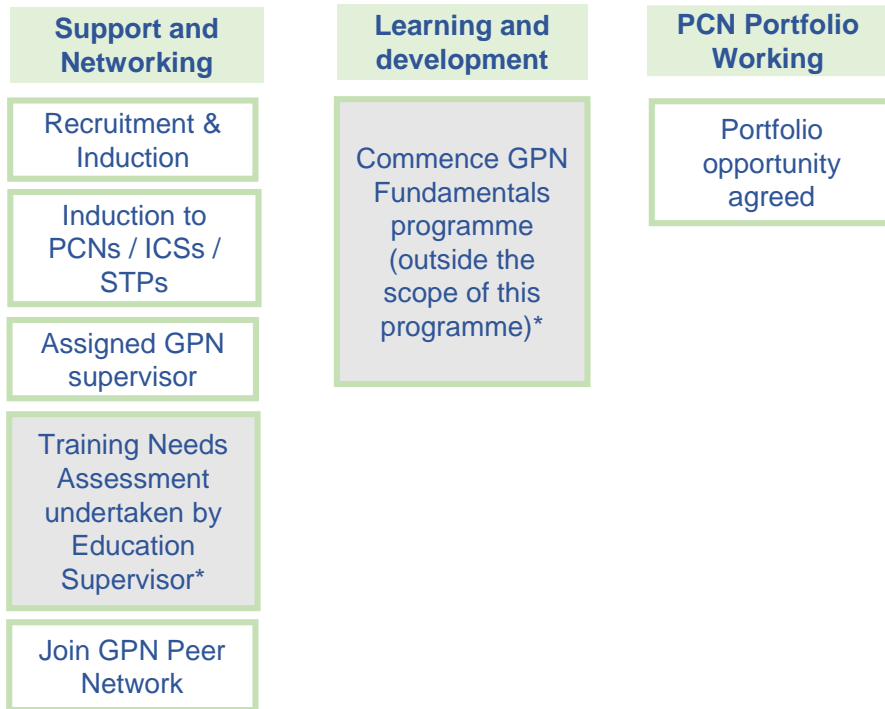 Support and
Networking
Recruitment &
Induction
Induction to
PCNs / ICSs /
STPs
Assigned GPN
supervisor
Training Needs
Assessment
undertaken by
Education
Supervisor*
Join GPN Peer
Network
Learning and
development
Commence GPN
Fundamentals
programme
(outside the
scope of this
programme)*
PCN Portfolio
Working
Portfolio
opportunity
agreed